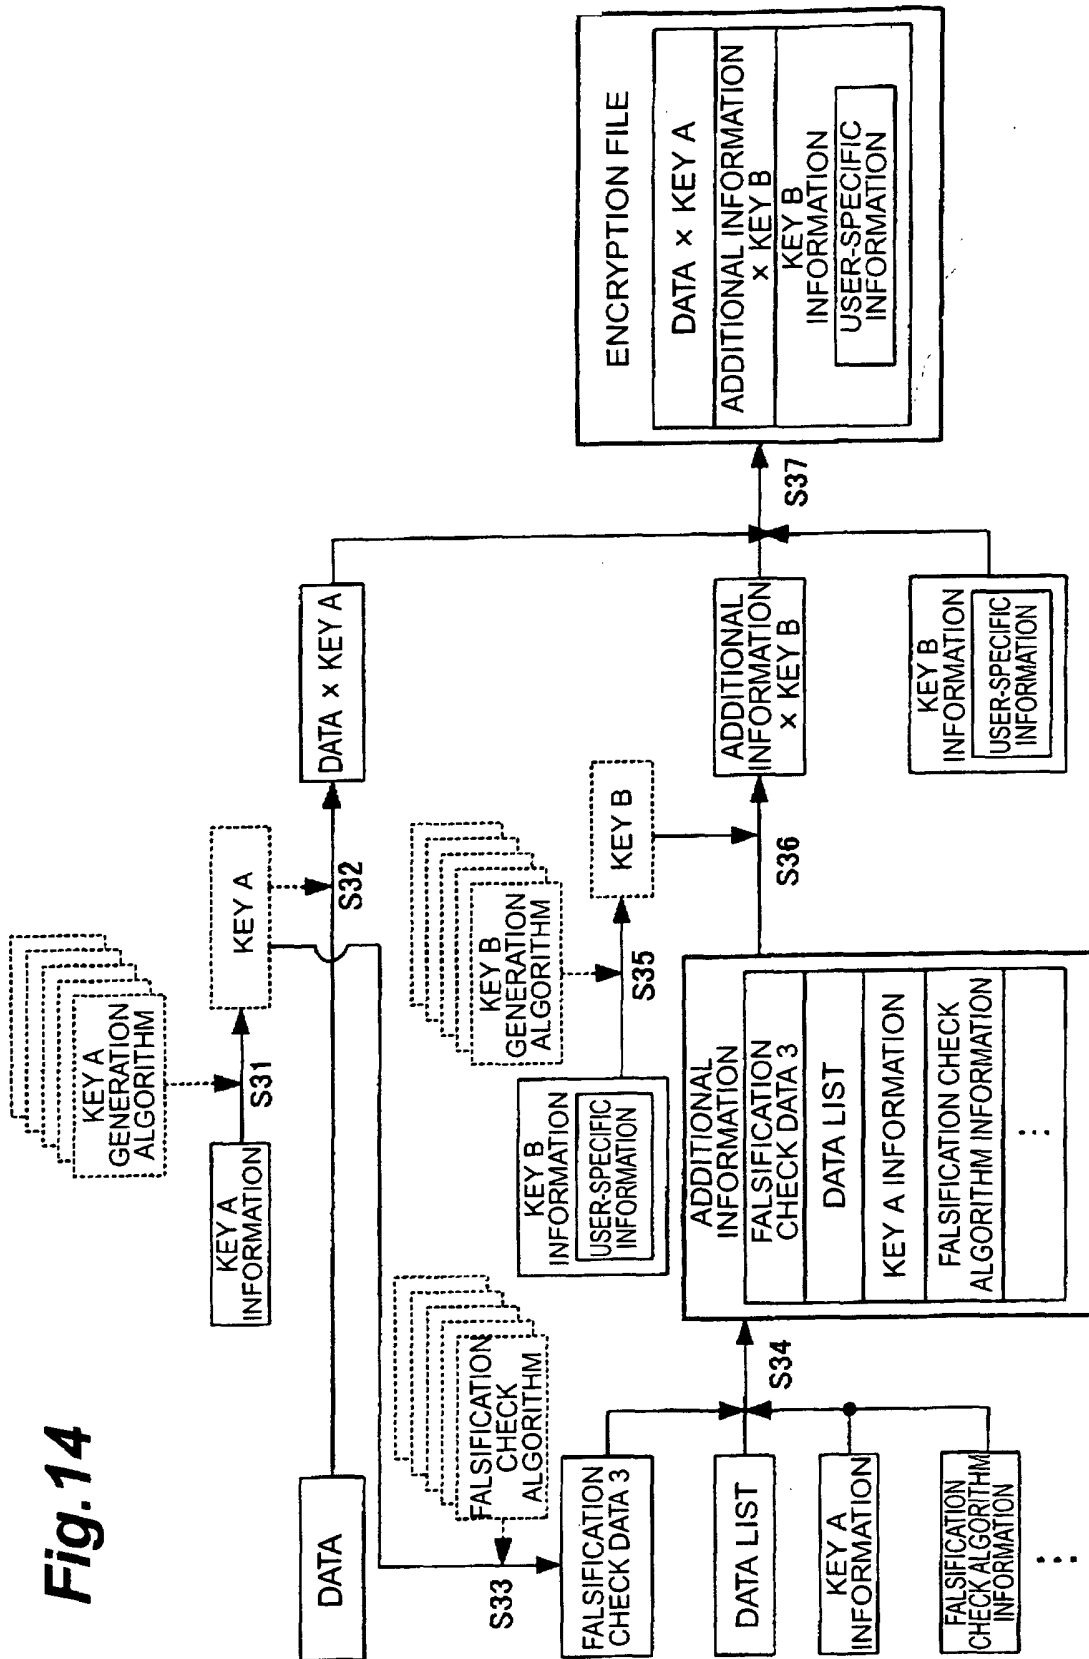 Fig.14
DATA
KEY A
INFORMATION
KEY A
GENERATION
ALGORITHM
S31
KEY A
S32
DATA × KEY A
S33
FALSIFICATION
CHECK
ALGORITHM
FALSIFICATION
CHECK DATA 3
DATA LIST
KEY A
INFORMATION
FALSIFICATION
CHECK ALGORITHM
INFORMATION
⋮
S34
KEY B
INFORMATION
USER-SPECIFIC
INFORMATION
KEY B
GENERATION
ALGORITHM
S35
KEY B
ADDITIONAL
INFORMATION
FALSIFICATION
CHECK DATA 3
DATA LIST
KEY A INFORMATION
FALSIFICATION CHECK
ALGORITHM INFORMATION
⋮
S36
ADDITIONAL
INFORMATION
× KEY B
KEY B
INFORMATION
USER-SPECIFIC
INFORMATION
S37
ENCRYPTION FILE
DATA × KEY A
ADDITIONAL INFORMATION
× KEY B
KEY B
INFORMATION
USER-SPECIFIC
INFORMATION